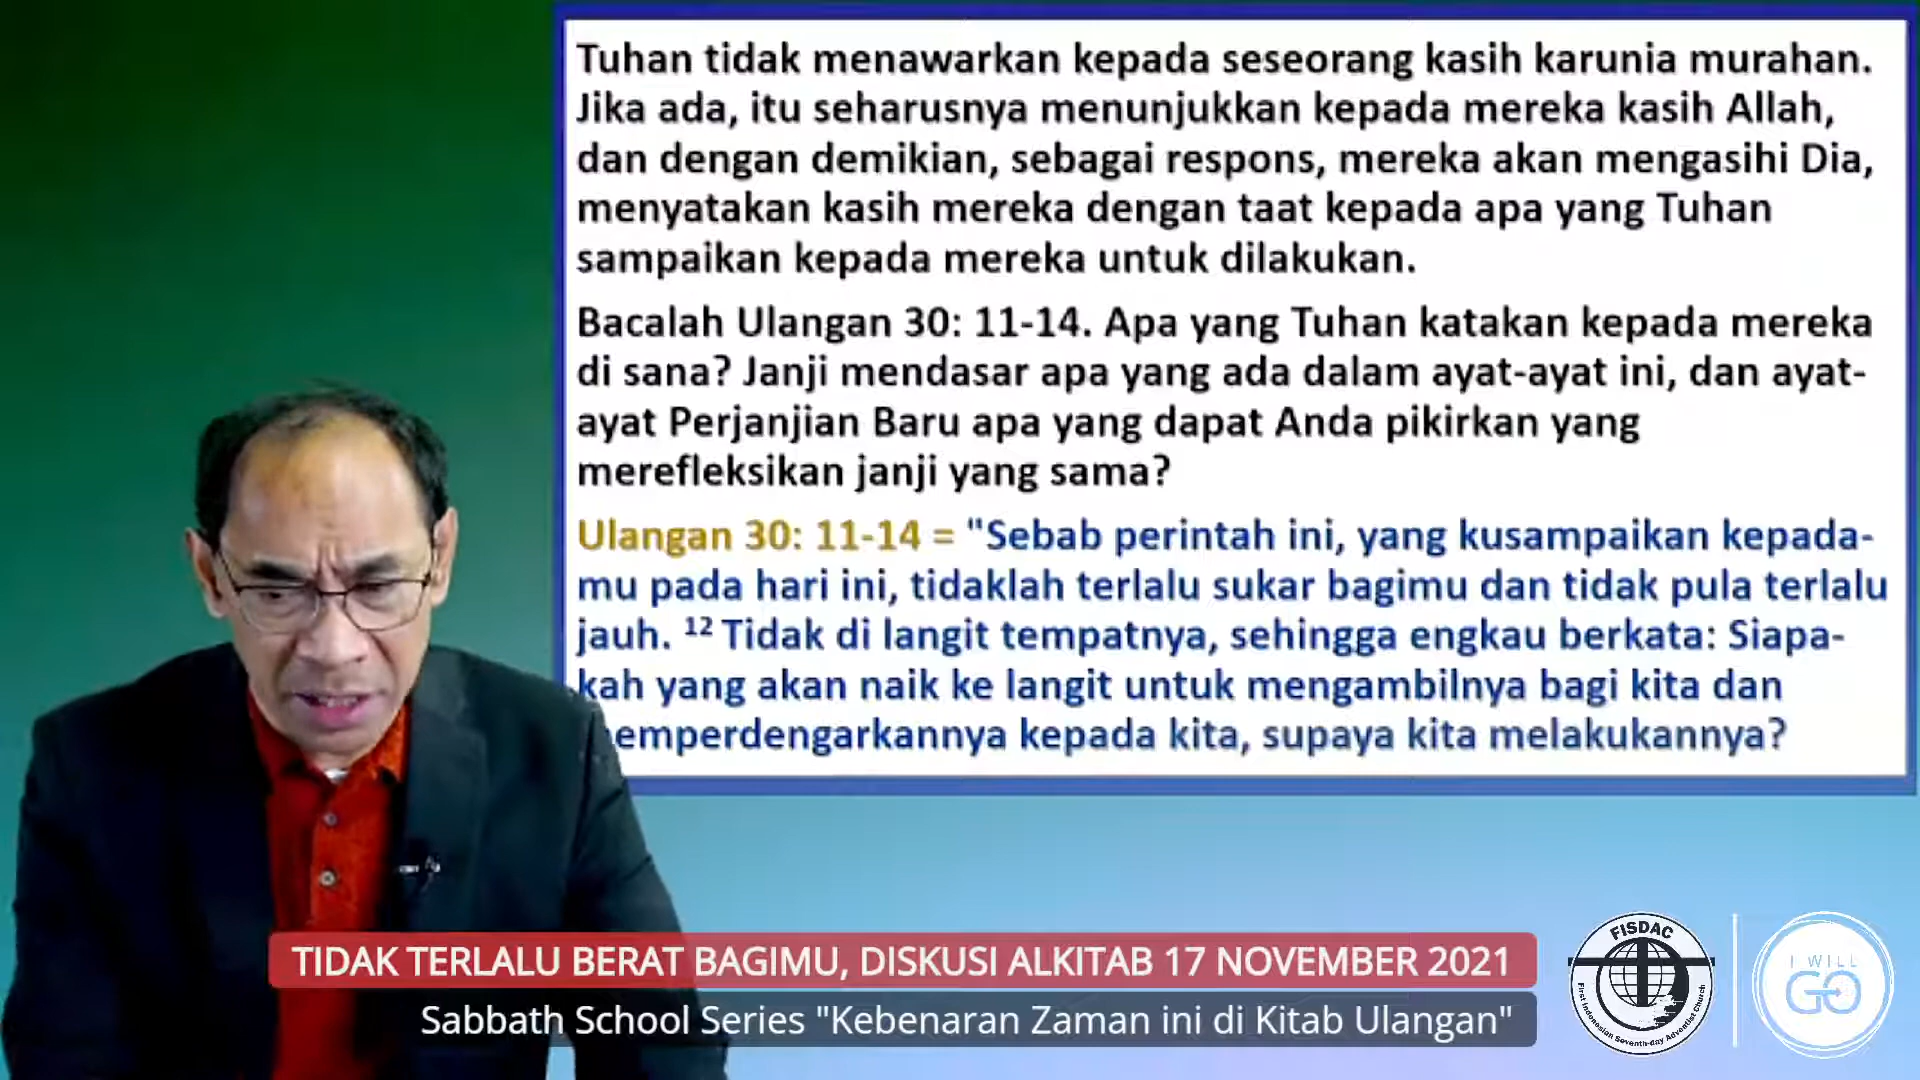 Tuhan tidak menawarkan kepada seseorang kasih karunia murahan.
Jika ada, itu seharusnya menunjukkan kepada mereka kasih Allah,
dan dengan demikian, sebagai respons, mereka akan mengasihi Dia,
menyatakan kasih mereka dengan taat kepada apa yang Tuhan
sampaikan kepada mereka untuk dilakukan.
Bacalah Ulangan 30: 11-14. Apa yang Tuhan katakan kepada mereka
di sana? Janji mendasar apa yang ada dalam ayat-ayat ini, dan ayat-
ayat Perjanjian Baru apa yang dapat Anda pikirkan yang
merefleksikan janji yang sama?
Ulangan 30: 11-14 = "Sebab perintah ini, yang kusampaikan kepada-
mu pada hari ini, tidaklah terlalu sukar bagimu dan tidak pula terlalu
jauh. 12 Tidak di langit tempatnya, sehingga engkau berkata: Siapa-
kah yang akan naik ke langit untuk mengambilnya bagi kita dan
emperdengarkannya kepada kita, supaya kita melakukannya?
TIDAK TERLALU BERAT BAGIMU, DISKUSI ALKITAB 17 NOVEMBER 2021
Sabbath School Series "Kebenaran Zaman ini di Kitab Ulangan"
FISDAC
First Indonesian Seventh-day Adventist Church
I WILL
GO